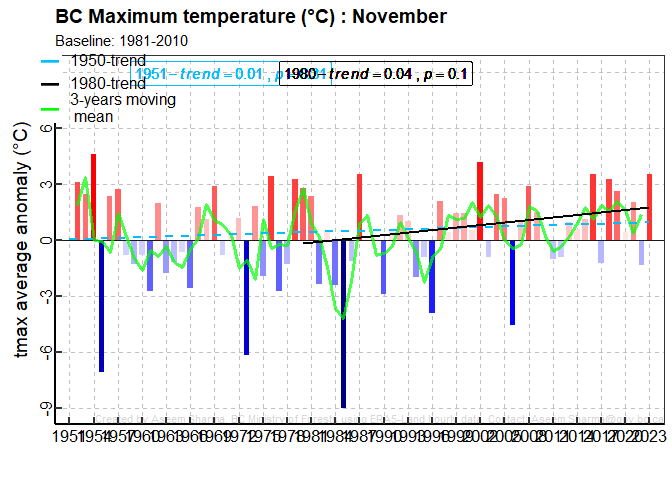 BC Maximum temperature (°C) : November
Baseline: 1981-2010
1950-trend
1980-trend
3-years moving
mean
1951 − trend = 0.01 , p =
1980 − trend = 0.04 , p = 0.1
tmax average anomaly (°C)
6
3
0
-3
-6
-9
1951 1954 1957 1960 1963 1966 1969 1972 1975 1978 1981 1984 1987 1990 1993 1996 1999 2002 2005 2008 2011 2014 2017 2020 2023